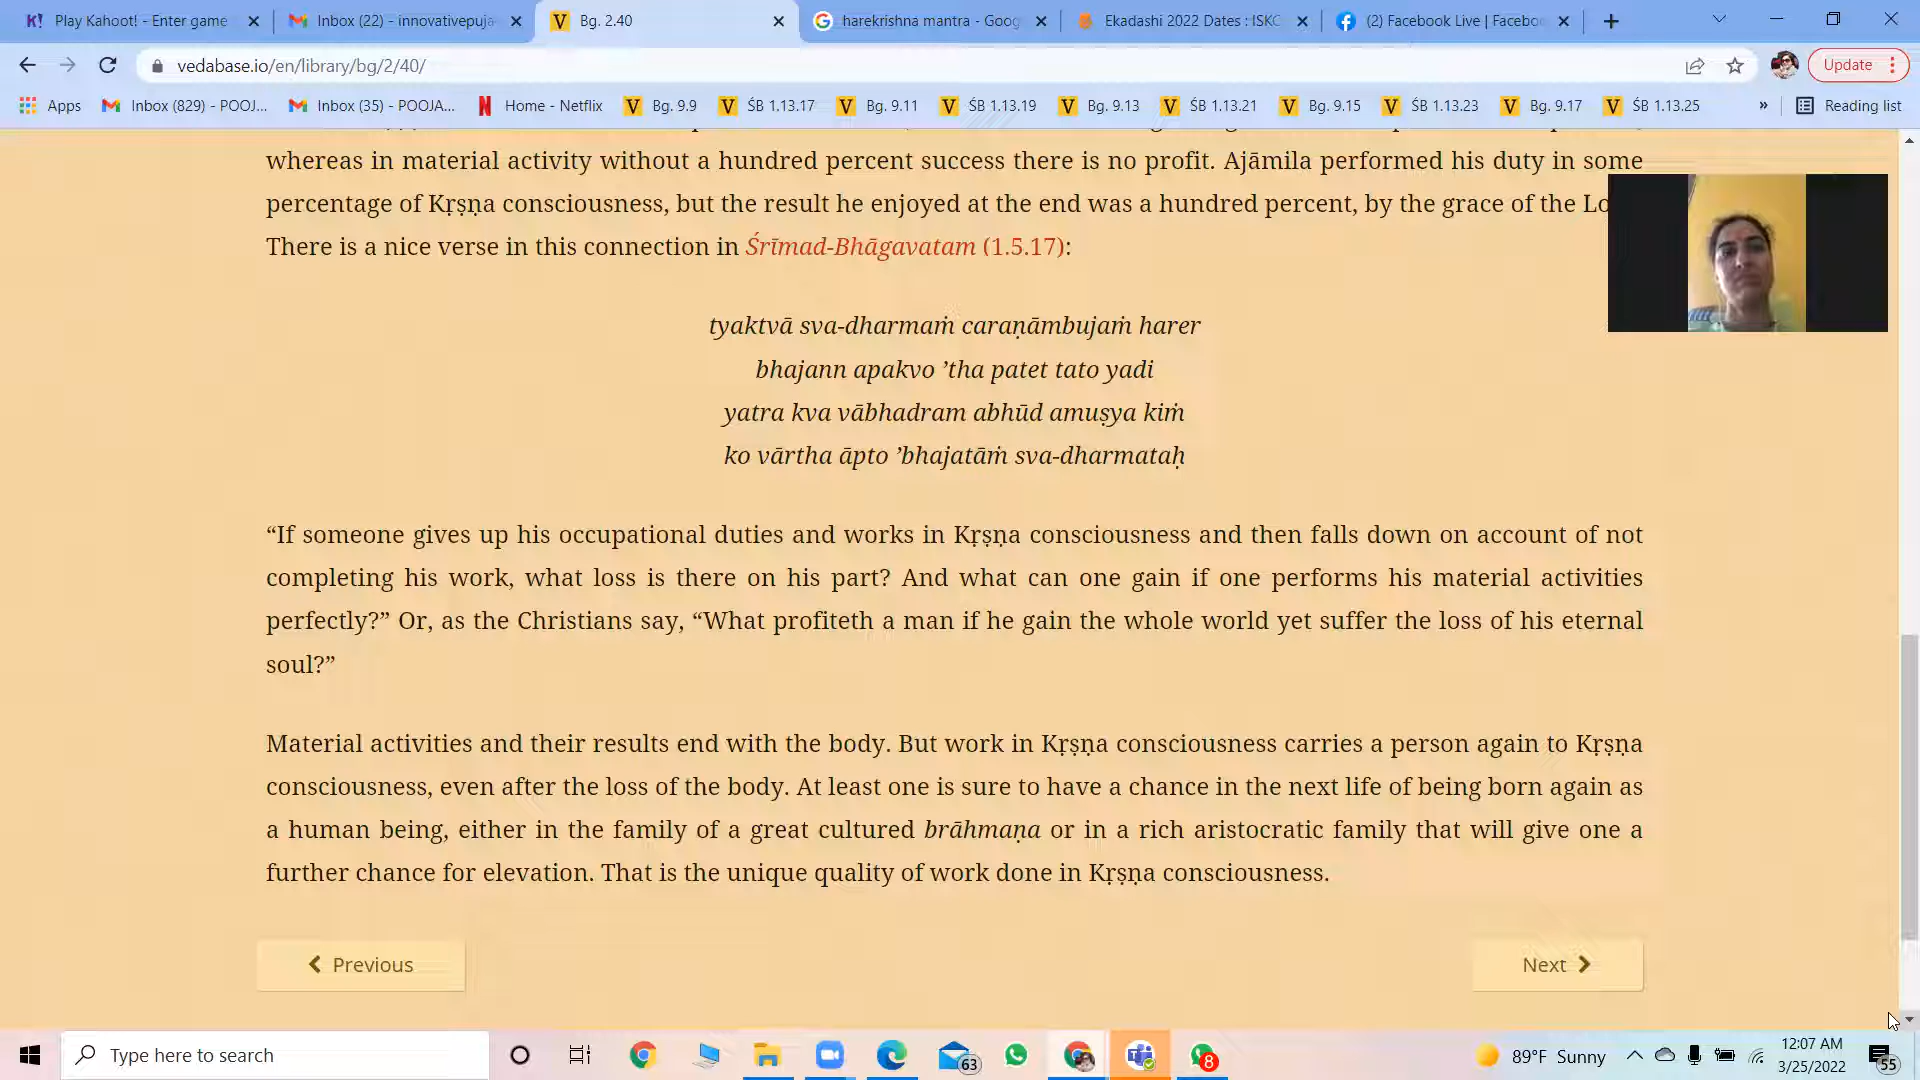 Play Kahoot! - Enter game
Inbox (22) - innovativepuja
Bg. 2.40
harekrishna mantra - Goog
Ekadashi 2022 Dates : ISKC
(2) Facebook Live | Facebo
vedabase.io/en/library/bg/2/40/
Update
Apps
Inbox (829) - POOJ...
Inbox (35) - POOJA...
Home - Netflix
Bg. 9.9
ŚB 1.13.17
Bg. 9.11
ŚB 1.13.19
Bg. 9.13
ŚB 1.13.21
Bg. 9.15
ŚB 1.13.23
Bg. 9.17
ŚB 1.13.25
»
Reading list
whereas in material activity without a hundred percent success there is no profit. Ajāmila performed his duty in some
percentage of Kṛṣṇa consciousness, but the result he enjoyed at the end was a hundred percent, by the grace of the Lo
There is a nice verse in this connection in Śrīmad-Bhāgavatam (1.5.17):
tyaktvā sva-dharmaṁ caraṇāmbujaṁ harer
bhajann apakvo ’tha patet tato yadi
yatra kva vābhadram abhūd amuṣya kiṁ
ko vārtha āpto ’bhajatāṁ sva-dharmataḥ
“If someone gives up his occupational duties and works in Kṛṣṇa consciousness and then falls down on account of not
completing his work, what loss is there on his part? And what can one gain if one performs his material activities
perfectly?” Or, as the Christians say, “What profiteth a man if he gain the whole world yet suffer the loss of his eternal
soul?”
Material activities and their results end with the body. But work in Kṛṣṇa consciousness carries a person again to Kṛṣṇa
consciousness, even after the loss of the body. At least one is sure to have a chance in the next life of being born again as
a human being, either in the family of a great cultured brāhmaṇa or in a rich aristocratic family that will give one a
further chance for elevation. That is the unique quality of work done in Kṛṣṇa consciousness.
Previous
Next
Type here to search
63
8
89°F Sunny
12:07 AM
3/25/2022
55